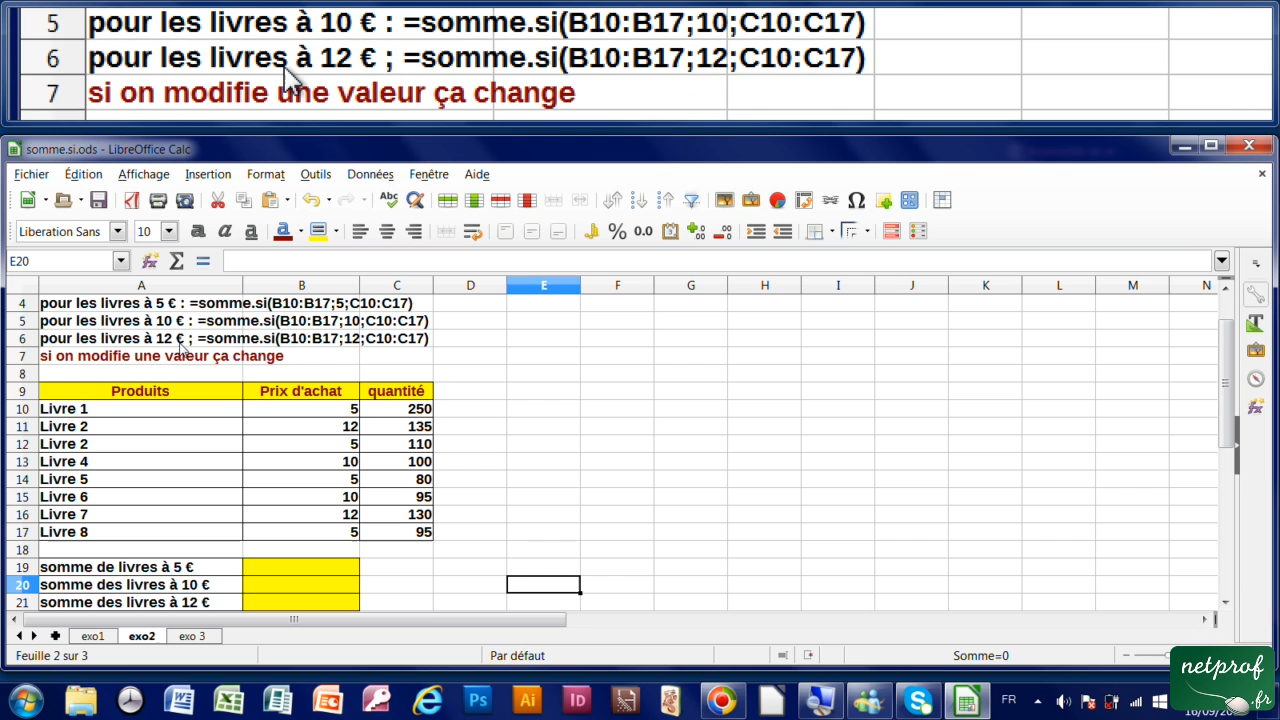 5 pour les livres à 10 € : =somme.si(B10:B17;10;C10:C17)
6 pour les livres à 12 € ; =somme.si(B10:B17;12;C10:C17)
7 si on modifie une valeur ça change
somme.si.ods - LibreOffice Calc
Fichier Édition Affichage Insertion Format Outils Données Fenêtre Aide
Liberation Sans 10
E20
A B C D E F G H I J K L M N
4 pour les livres à 5 € : =somme.si(B10:B17;5;C10:C17)
5 pour les livres à 10 € : =somme.si(B10:B17;10;C10:C17)
6 pour les livres à 12 € ; =somme.si(B10:B17;12;C10:C17)
7 si on modifie une valeur ça change
8
9 Produits Prix d'achat quantité
10 Livre 1 5 250
11 Livre 2 12 135
12 Livre 2 5 110
13 Livre 4 10 100
14 Livre 5 5 80
15 Livre 6 10 95
16 Livre 7 12 130
17 Livre 8 5 95
18
19 somme de livres à 5 €
20 somme des livres à 10 €
21 somme des livres à 12 €
exo1 exo2 exo 3
Feuille 2 sur 3 Par défaut Somme=0
netprof
.fr
Ps Ai Id FR